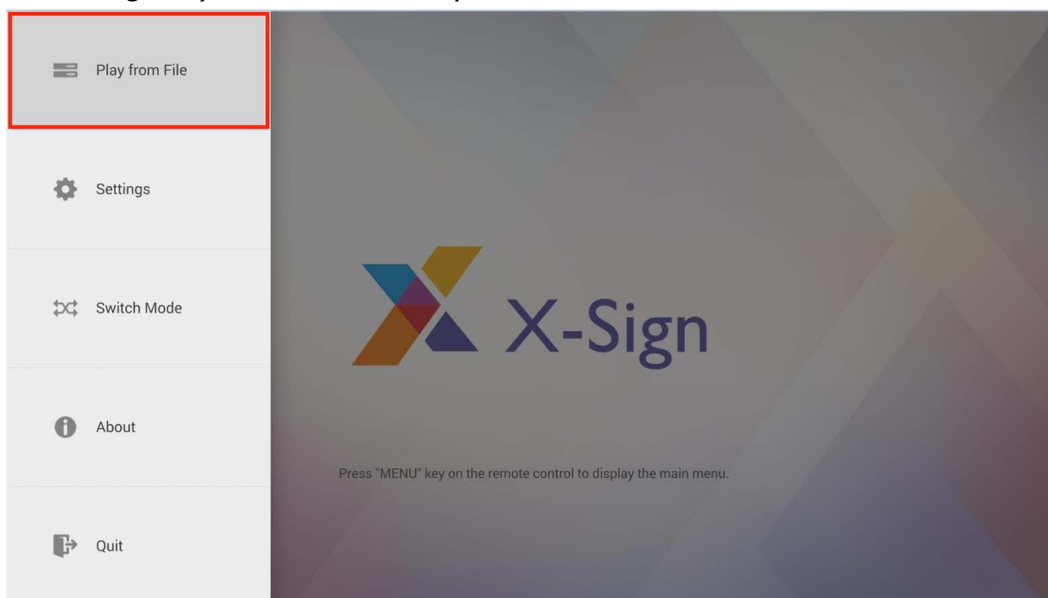 Play from File
Settings
Switch Mode
About
Quit
X-Sign
Press "MENU" key on the remote control to display the main menu.